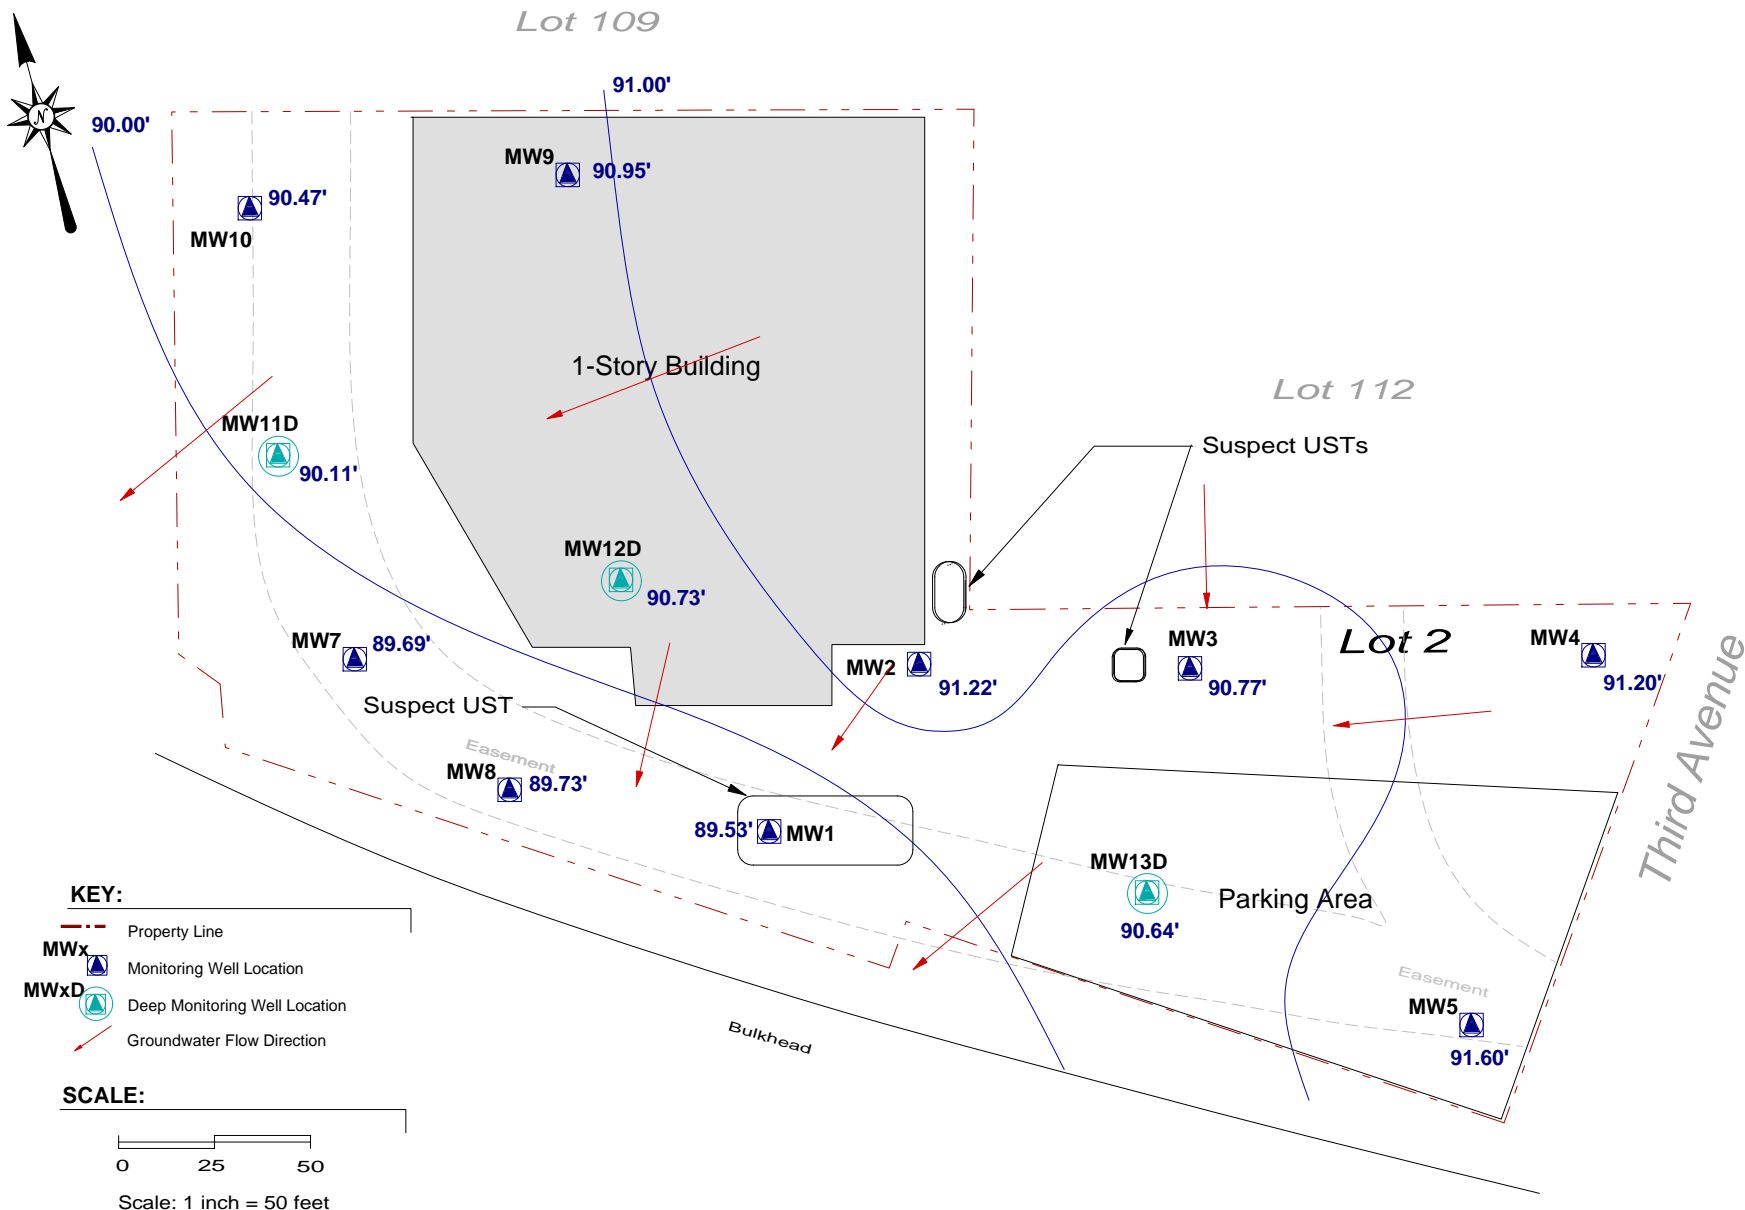 Lot 109
N
90.00'
91.00'
MW9
90.95'
90.47'
MW10
1-Story Building
Lot 112
Suspect USTs
MW11D
90.11'
MW12D
90.73'
MW7
89.69'
MW2
91.22'
MW3
90.77'
Lot 2
MW4
91.20'
Third Avenue
Suspect UST
Easement
MW8
89.73'
89.53'
MW1
MW13D
90.64'
Parking Area
Easement
MW5
91.60'
Bulkhead
KEY:
Property Line
MWx
Monitoring Well Location
MWxD
Deep Monitoring Well Location
Groundwater Flow Direction
SCALE:
0 25 50
Scale: 1 inch = 50 feet